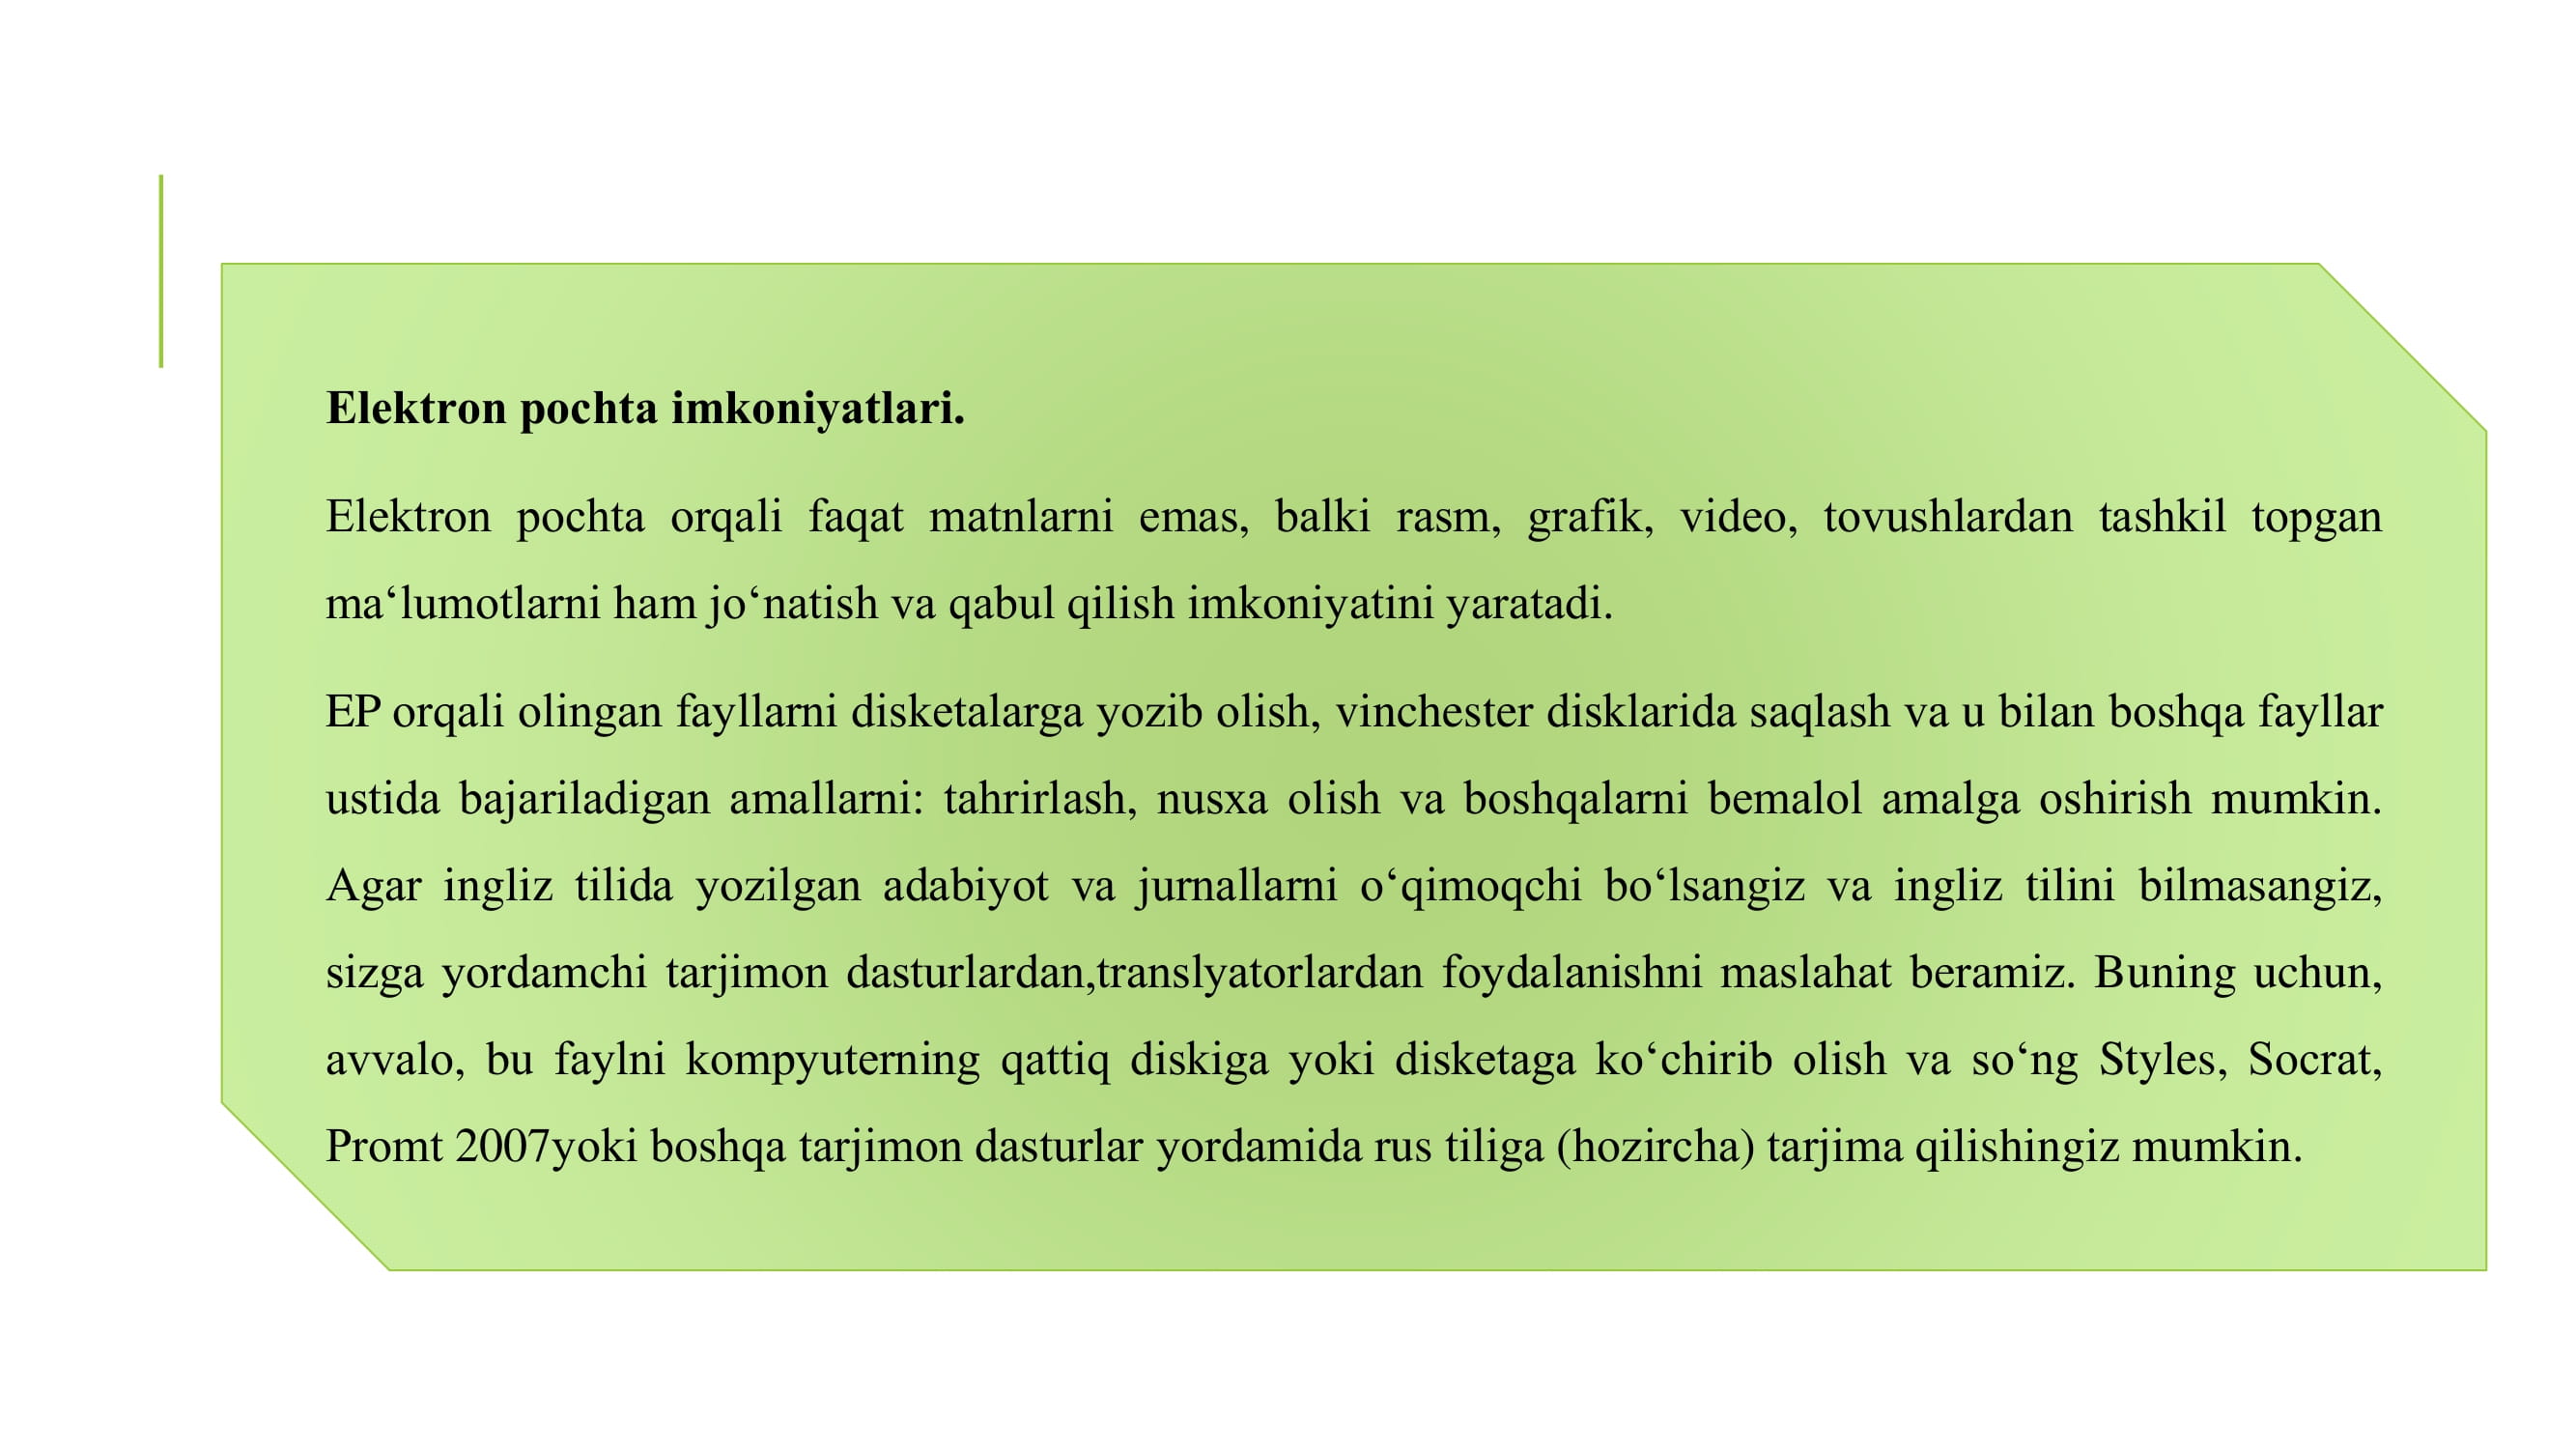 Elektron pochta imkoniyatlari.
Elektron pochta orqali faqat matnlarni emas, balki rasm, grafik, video, tovushlardan tashkil topgan
ma‘lumotlarni ham jo‘natish va qabul qilish imkoniyatini yaratadi.
EP orqali olingan fayllarni disketalarga yozib olish, vinchester disklarida saqlash va u bilan boshqa fayllar
ustida bajariladigan amallarni: tahrirlash, nusxa olish va boshqalarni bemalol amalga oshirish mumkin.
Agar ingliz tilida yozilgan adabiyot va jurnallarni o‘qimoqchi bo‘lsangiz va ingliz tilini bilmasangiz,
sizga yordamchi tarjimon dasturlardan,translyatorlardan foydalanishni maslahat beramiz. Buning uchun,
avvalo, bu faylni kompyuterning qattiq diskiga yoki disketaga ko‘chirib olish va so‘ng Styles, Socrat,
Promt 2007yoki boshqa tarjimon dasturlar yordamida rus tiliga (hozircha) tarjima qilishingiz mumkin.